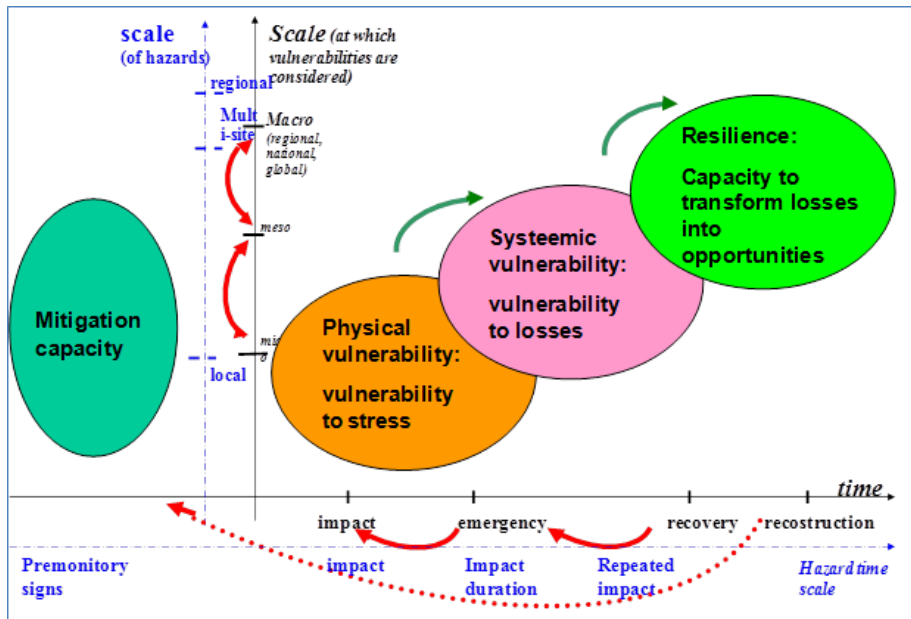 scale
(of hazards)
regional
Mult
i-site
local
Scale (at which
vulnerabilities are
considered)
Macro
(regional,
national,
global)
meso
Mitigation
capacity
Physical
vulnerability:
vulnerability
to stress
Systeemic
vulnerability:
vulnerability
to losses
Resilience:
Capacity to
transform losses
into
opportunities
time
impact
emergency
recovery
recostruction
Premonitory
signs
impact
Impact
duration
Repeated
impact
Hazard time
scale